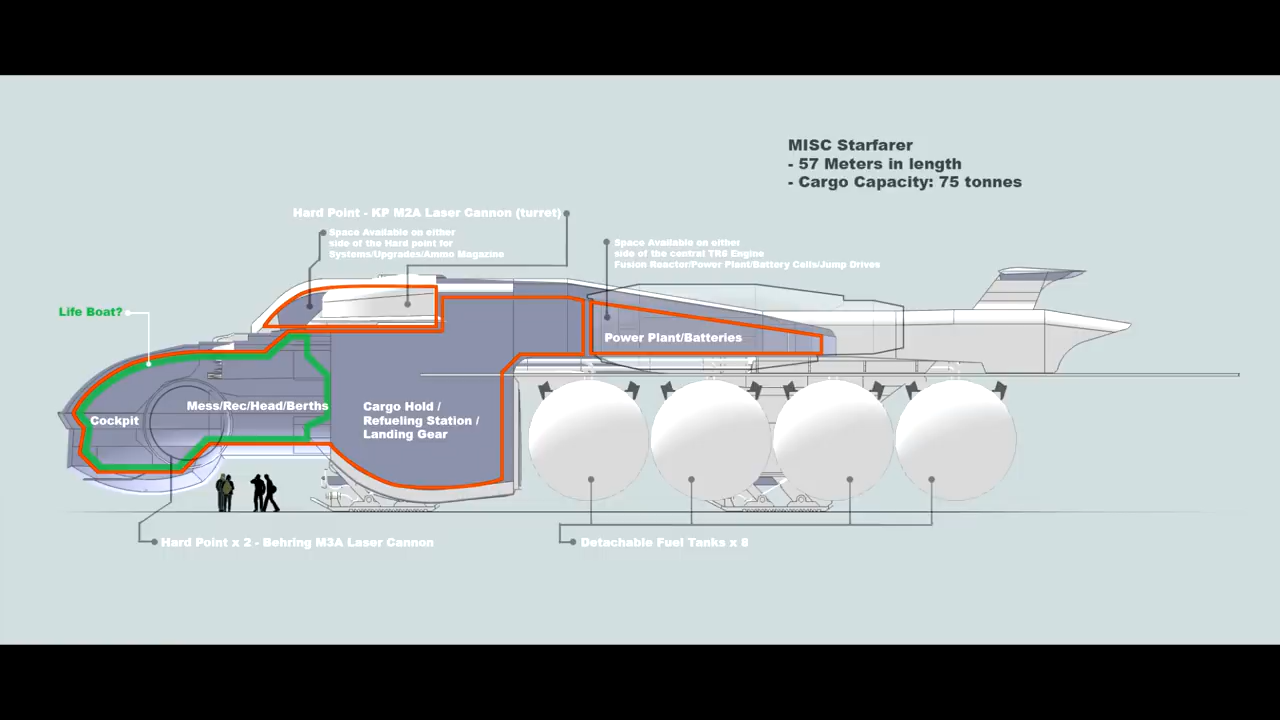 MISC Starfarer
- 57 Meters in length
- Cargo Capacity: 75 tonnes
Hard Point - KP M2A Laser Cannon (turret)
Space Available on either
side of the Hard point for
Systems/Upgrades/Ammo Magazine
Space Available on either
side of the central TR6 Engine
Fusion Reactor/Power Plant/Battery Cells/Jump Drives
Life Boat?
Power Plant/Batteries
Mess/Rec/Head/Berths
Cockpit
Cargo Hold /
Refueling Station /
Landing Gear
Hard Point x 2 - Behring M3A Laser Cannon
Detachable Fuel Tanks x 8